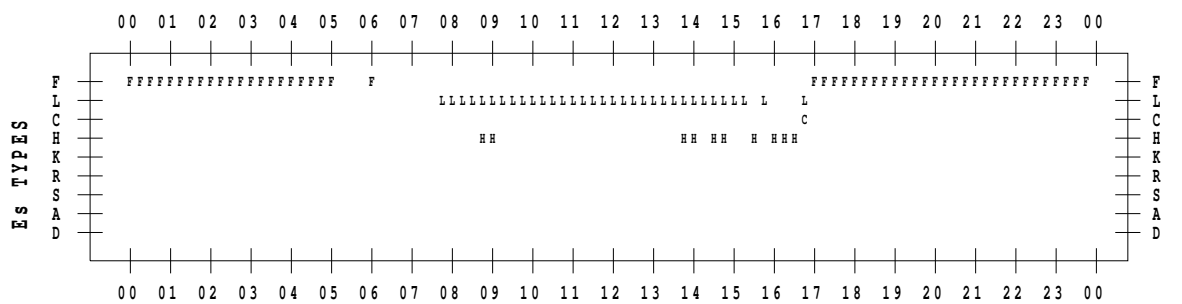 00 01 02 03 04 05 06 07 08 09 10 11 12 13 14 15 16 17 18 19 20 21 22 23 00
F FFFFFFFFFFFFFFFFFFFFF F FFFFFFFFFFFFFFFFFFFFFFFFFFFF F
L LLLLLLLLLLLLLLLLLLLLLLLLLLLLLLL L L L
C C C
H HH HH HH H HHH H
K K
R R
S S
A A
D D
Es TYPES
00 01 02 03 04 05 06 07 08 09 10 11 12 13 14 15 16 17 18 19 20 21 22 23 00